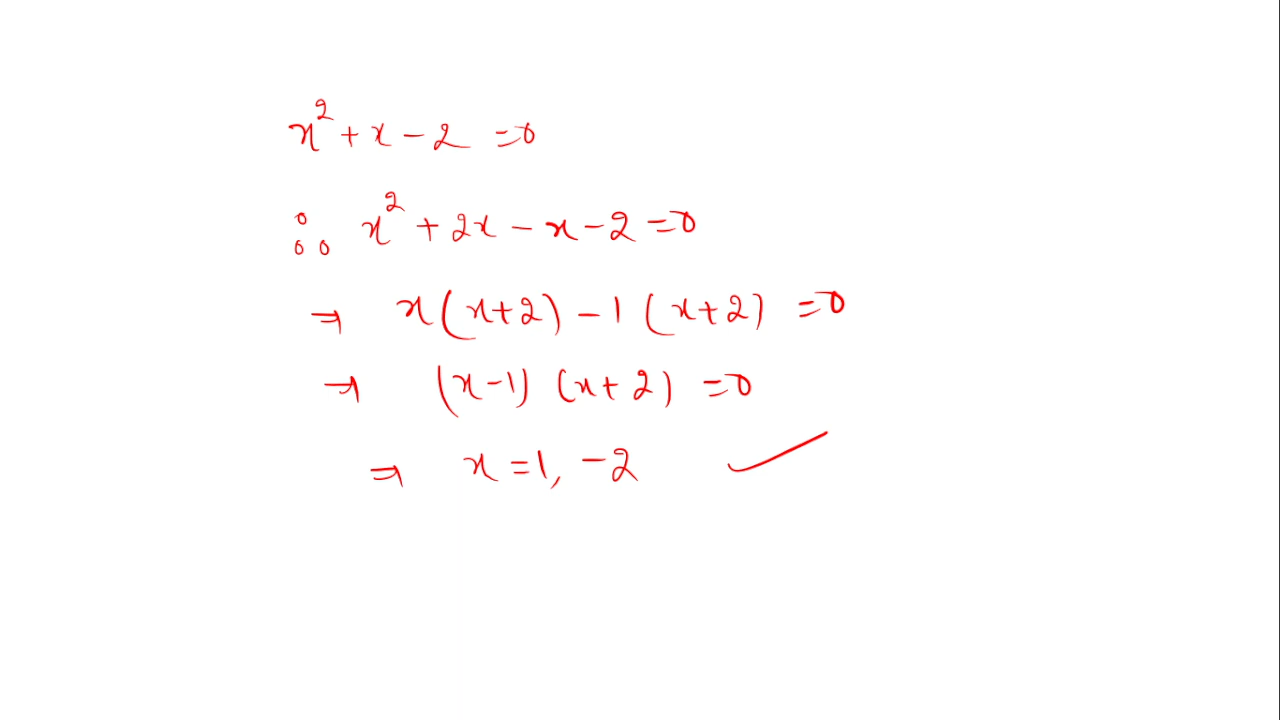 x² + x - 2 = 0
∴ x² + 2x - x - 2 = 0
⇒ x(x+2) - 1(x+2) = 0
⇒ (x-1) (x+2) = 0
⇒ x = 1, -2 ✓